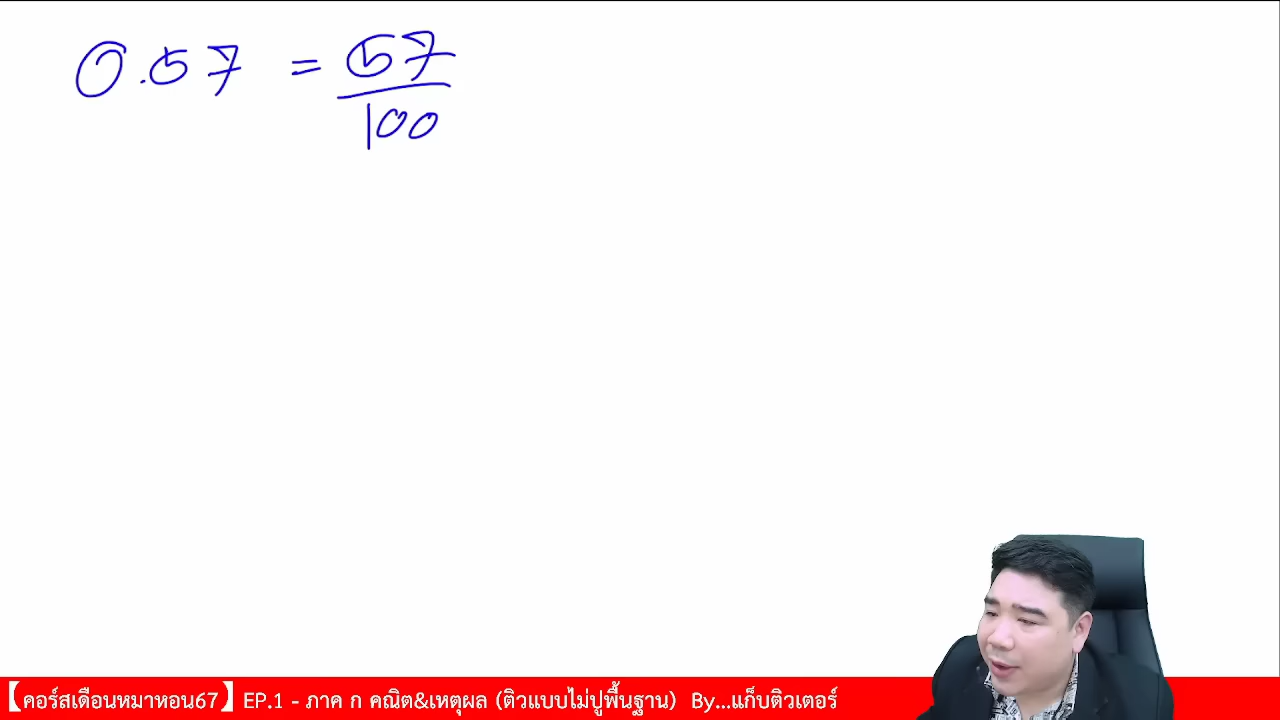 0.57 = 57/100
【คอร์สเดือนหมาหอน67】 EP.1 - ภาค ก คณิต&เหตุผล (ติวแบบไม่ปูพื้นฐาน) By...แก็บติวเตอร์